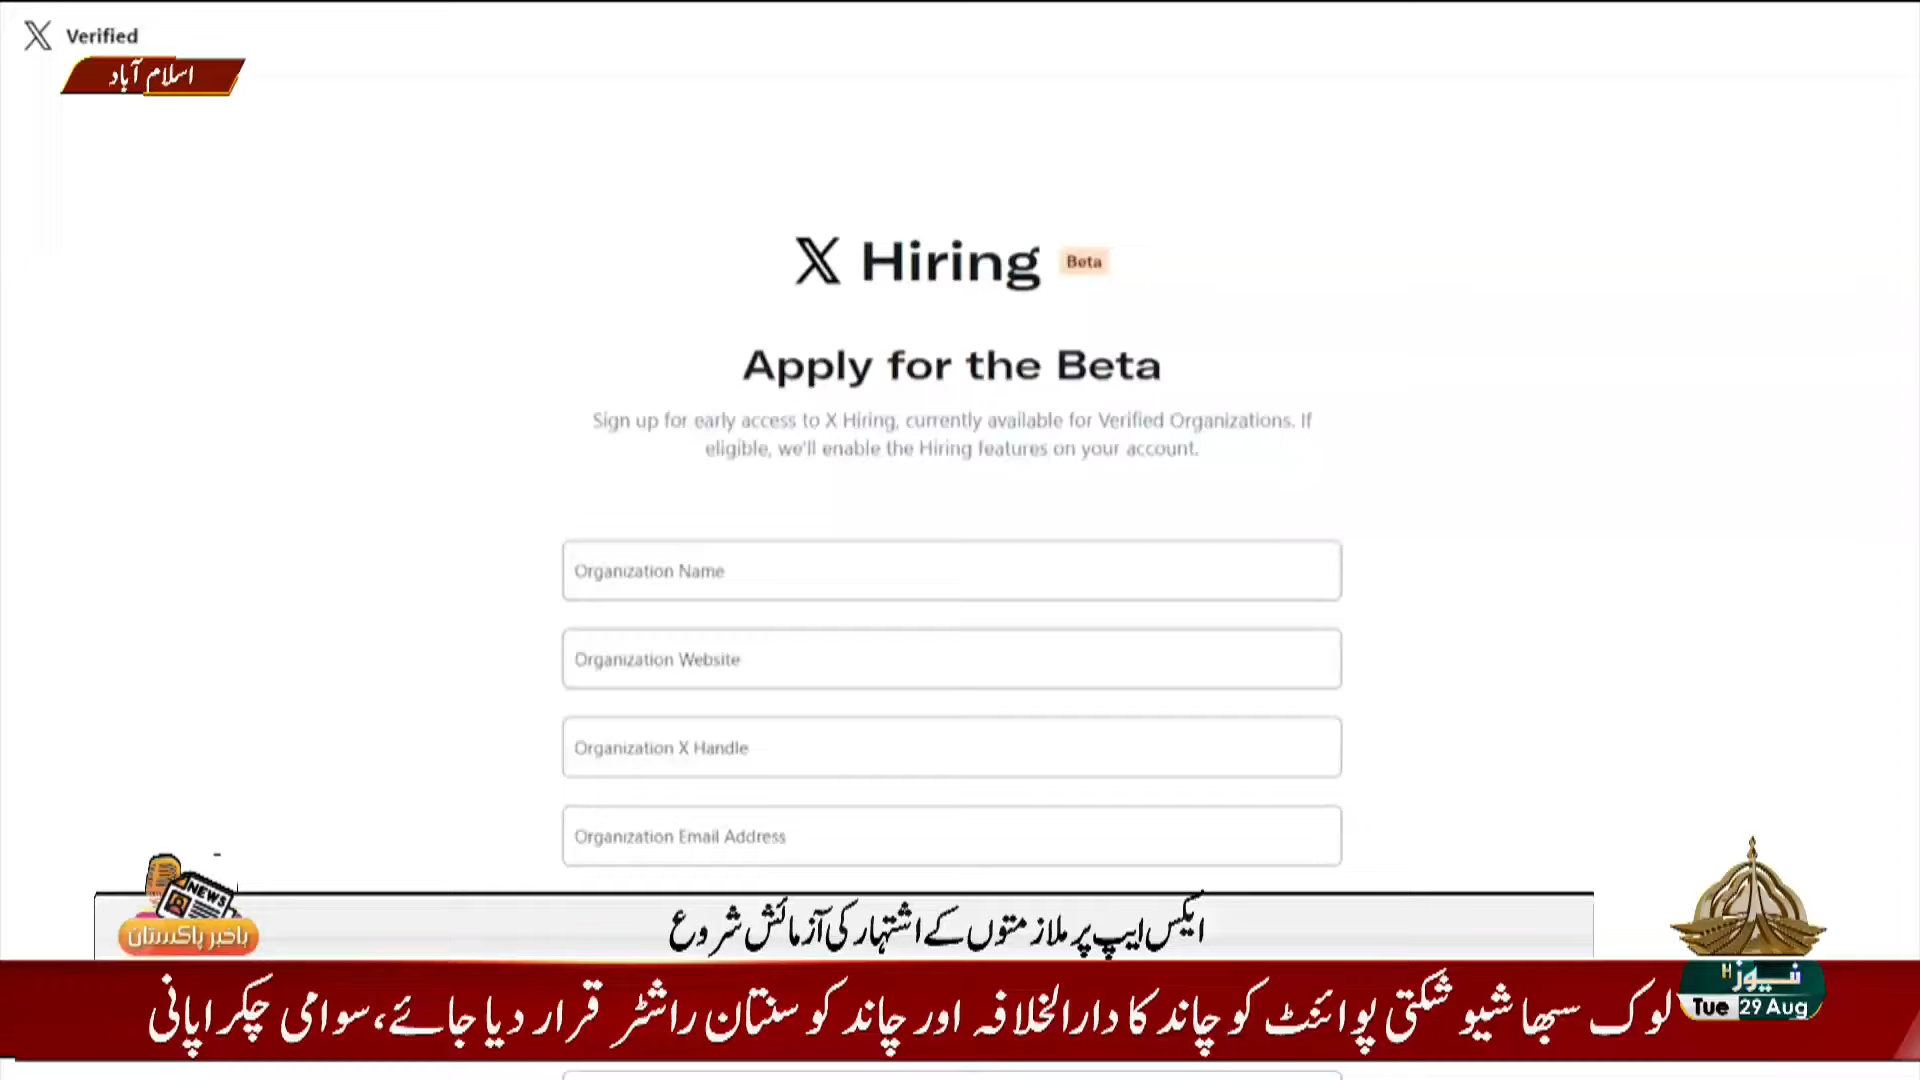 X Verified
اسلام آباد
X Hiring Beta
Apply for the Beta
Sign up for early access to X Hiring, currently available for Verified Organizations. If
eligible, we'll enable the Hiring features on your account.
Organization Name
Organization Website
Organization X Handle
Organization Email Address
NEWS
باخبر پاکستان
ایکس ایپ پر ملازمتوں کے اشتہار کی آزمائش شروع
نیوز H
لوک سبھا شیو شکتی پوائنٹ کو چاند کا دارالخلافہ اور چاند کو سنتان راشٹر قرار دیا جائے، سوامی چکراپانی
Tue 29 Aug